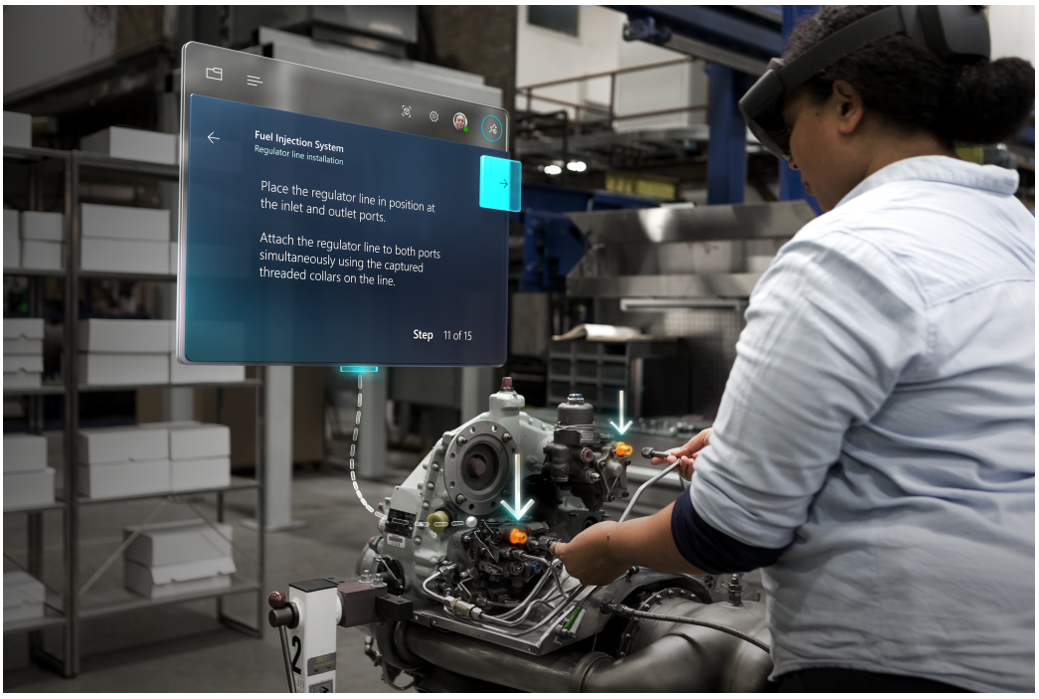 Fuel Injection System
Regulator line installation
Place the regulator line in position at
the inlet and outlet ports.
Attach the regulator line to both ports
simultaneously using the captured
threaded collars on the line.
Step 11 of 15
2